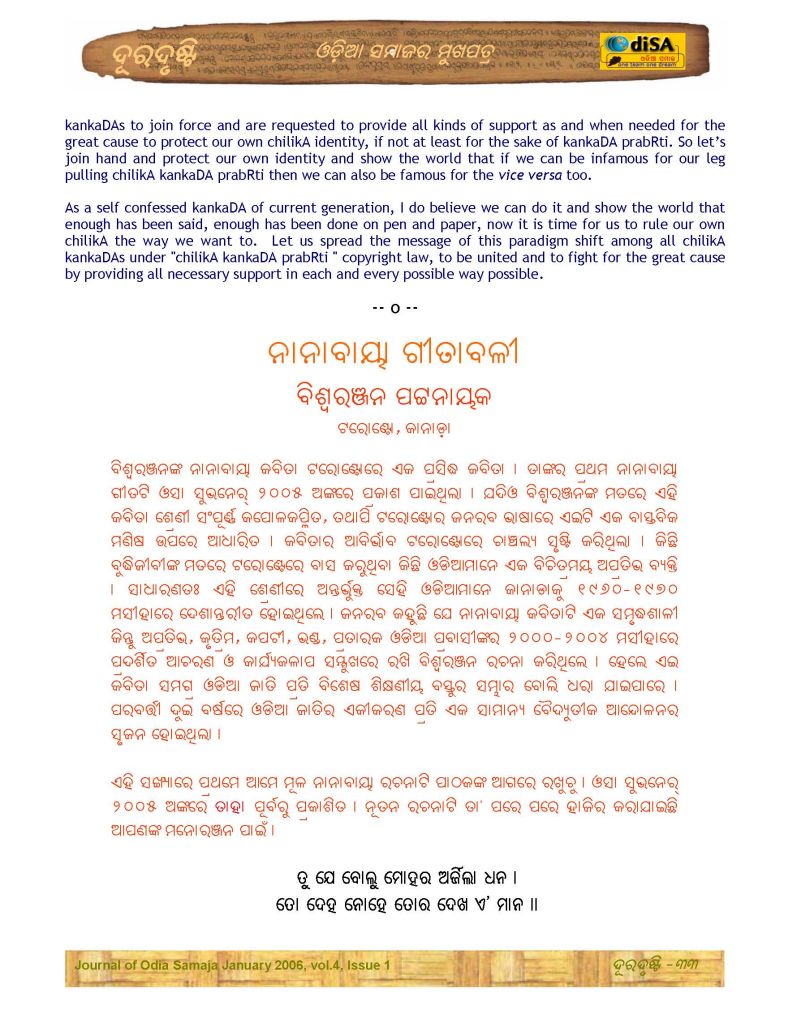 ଦୂରଦୃଷ୍ଟି ଓଡ଼ିଆ ସମାଜର ମୁଖପତ୍ର diSA
ଓଡ଼ିଆ ସମାଜ
one team one dream
kankaDAs to join force and are requested to provide all kinds of support as and when needed for the
great cause to protect our own chilikA identity, if not at least for the sake of kankaDA prabRti. So let’s
join hand and protect our own identity and show the world that if we can be infamous for our leg
pulling chilikA kankaDA prabRti then we can also be famous for the vice versa too.
As a self confessed kankaDA of current generation, I do believe we can do it and show the world that
enough has been said, enough has been done on pen and paper, now it is time for us to rule our own
chilikA the way we want to. Let us spread the message of this paradigm shift among all chilikA
kankaDAs under "chilikA kankaDA prabRti " copyright law, to be united and to fight for the great cause
by providing all necessary support in each and every possible way possible.
-- o --
ନାନାବାୟା ଗୀତାବଳୀ
ବିଶ୍ୱରଞ୍ଜନ ପଟ୍ଟନାୟକ
ଟରୋଣ୍ଟୋ, କାନାଡ଼ା
ବିଶ୍ୱରଞ୍ଜନଙ୍କ ନାନାବାୟା କବିତା ଟରୋଣ୍ଟୋରେ ଏକ ପ୍ରସିଦ୍ଧ କବିତା । ତାଙ୍କର ପ୍ରଥମ ନାନାବାୟା
ଗୀତଟି ଓସା ସୁଭନେର୍ ୨୦୦୫ ଅଙ୍କରେ ପ୍ରକାଶ ପାଇଥିଲା । ଯଦିଓ ବିଶ୍ୱରଞ୍ଜନଙ୍କ ମତରେ ଏହି
କବିତା ଶ୍ରେଣୀ ସଂପୂର୍ଣ୍ଣ କପୋଳକଳ୍ପିତ, ତଥାପି ଟରୋଣ୍ଟୋର ଜନରବ ଭାଷାରେ ଏଇଟି ଏକ ବାସ୍ତବିକ
ମଣିଷ ଉପରେ ଆଧାରିତ । କବିତାର ଆବିର୍ଭାବ ଟରୋଣ୍ଟୋରେ ଚାଞ୍ଚଲ୍ୟ ସୃଷ୍ଟି କରିଥିଲା । କିଛି
ବୁଦ୍ଧିଜୀବୀଙ୍କ ମତରେ ଟରୋଣ୍ଟୋରେ ବାସ କରୁଥିବା କିଛି ଓଡିଆମାନେ ଏକ ବିଚିତ୍ରମୟ ଅପ୍ରତିଭ ବ୍ୟକ୍ତି
। ସାଧାରଣତଃ ଏହି ଶ୍ରେଣୀରେ ଅନ୍ତର୍ଭୁକ୍ତ ସେହି ଓଡିଆମାନେ କାନାଡାକୁ ୧୯୬୦-୧୯୭୦
ମସୀହାରେ ଦେଶାନ୍ତରୀତ ହୋଇଥିଲେ । ଜନରବ କହୁଛି ଯେ ନାନାବାୟା କବିତାଟି ଏକ ସମୃଦ୍ଧଶାଳୀ
କିନ୍ତୁ ଅପ୍ରତିଭ, କୃତ୍ରିମ, କପଟୀ, ଭଣ୍ଡ, ପ୍ରତାରକ ଓଡିଆ ପ୍ରବାସୀଙ୍କର ୨୦୦୦-୨୦୦୪ ମସୀହାରେ
ପ୍ରଦର୍ଶିତ ଆଚରଣ ଓ କାର୍ଯ୍ୟକଳାପ ସମ୍ମୁଖରେ ରଖି ବିଶ୍ୱରଞ୍ଜନ ରଚନା କରିଥିଲେ । ହେଲେ ଏଇ
କବିତା ସମଗ୍ର ଓଡିଆ ଜାତି ପ୍ରତି ବିଶେଷ ଶିକ୍ଷଣୀୟ ବସ୍ତୁର ସମ୍ଭାର ବୋଲି ଧରା ଯାଇପାରେ ।
ପରବର୍ତ୍ତୀ ଦୁଇ ବର୍ଷରେ ଓଡିଆ ଜାତିର ଏକୀକରଣ ପ୍ରତି ଏକ ସାମାନ୍ୟ ବୈଦ୍ୟୁତୀକ ଆନ୍ଦୋଳନର
ସୃଜନ ହୋଇଥିଲା ।
ଏହି ସଖ୍ୟାରେ ପ୍ରଥମେ ଆମେ ମୂଳ ନାନାବାୟା ରଚନାଟି ପାଠକଙ୍କ ଆଗରେ ରଖୁଚୁ । ଓସା ସୁଭନେର୍
୨୦୦୫ ଅଙ୍କରେ ତାହା ପୂର୍ବରୁ ପ୍ରକାଶିତ । ନୂତନ ରଚନାଟି ତା' ପରେ ପରେ ହାଜିର କରାଯାଇଛି
ଆପଣଙ୍କ ମନୋରଞ୍ଜନ ପାଇଁ ।
ତୁ ଯେ ବୋଲୁ ମୋହର ଅର୍ଜିଲା ଧନ ।
ତୋ ଦେହ ନୋହେ ତୋର ଦେଖ ଏ' ମାନ ॥
Journal of Odia Samaja January 2006, vol.4, Issue 1 ଦୂରଦୃଷ୍ଟି - ୩୩